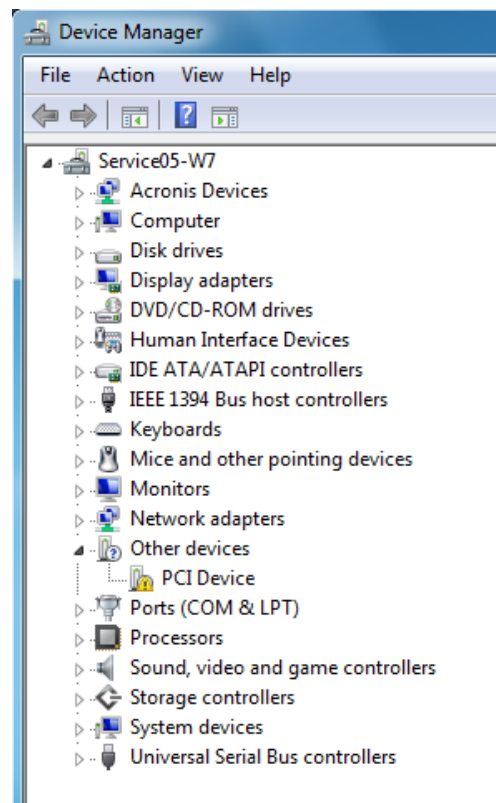 Device Manager
File Action View Help
Service05-W7
Acronis Devices
Computer
Disk drives
Display adapters
DVD/CD-ROM drives
Human Interface Devices
IDE ATA/ATAPI controllers
IEEE 1394 Bus host controllers
Keyboards
Mice and other pointing devices
Monitors
Network adapters
Other devices
PCI Device
Ports (COM & LPT)
Processors
Sound, video and game controllers
Storage controllers
System devices
Universal Serial Bus controllers